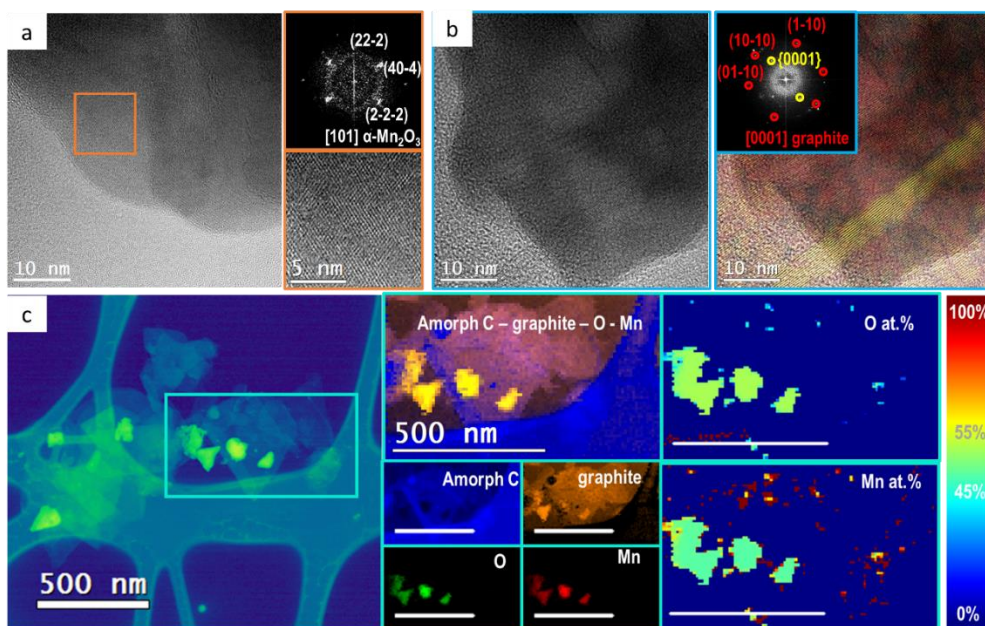 a
10 nm
(22-2)
(40-4)
(2-2-2)
[101] α-Mn₂O₃
5 nm
b
10 nm
(1-10)
(10-10)
{0001}
(01-10)
[0001] graphite
10 nm
c
500 nm
Amorph C – graphite – O - Mn
500 nm
Amorph C
graphite
O
Mn
O at.%
Mn at.%
100%
55%
45%
0%